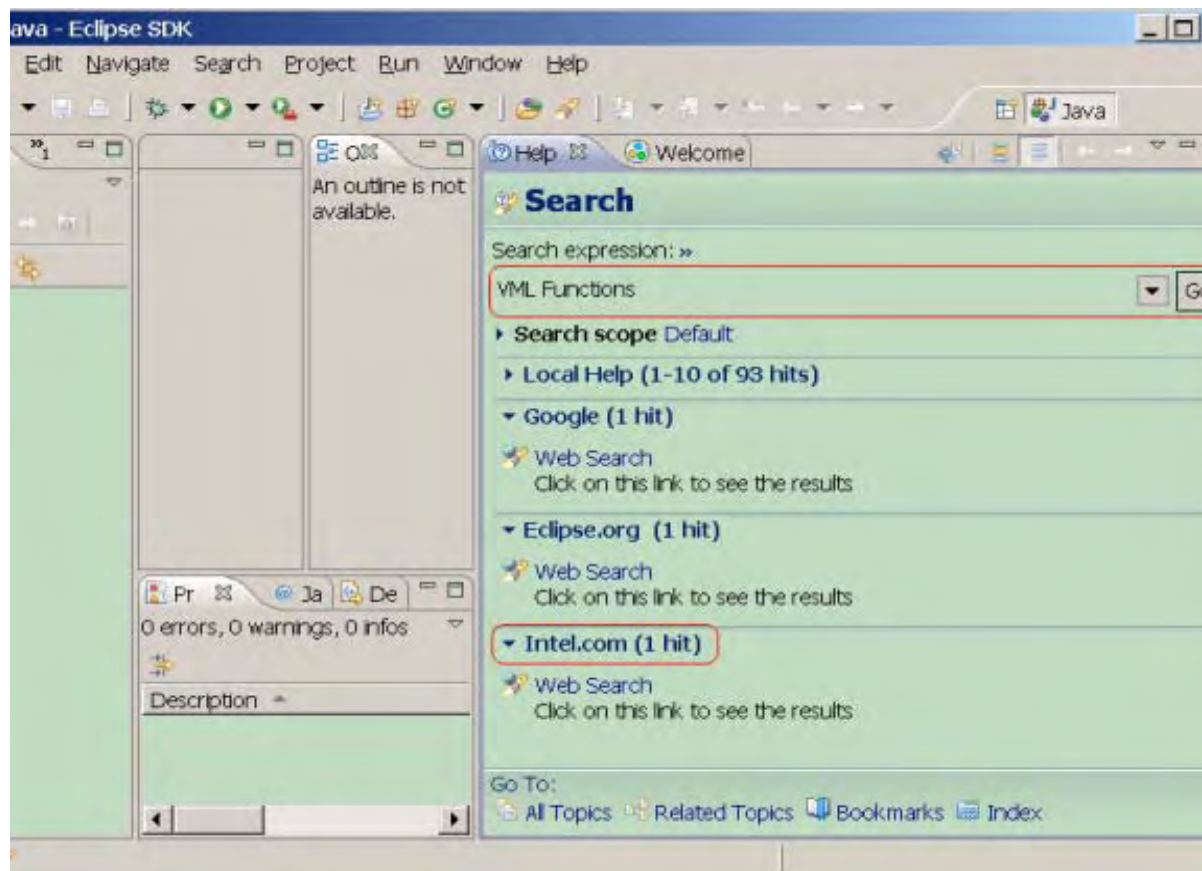 ava - Eclipse SDK
Edit Navigate Search Project Run Window Help
Java
»1
O
An outline is not
available.
Help Welcome
Search
Search expression: »
VML Functions
Search scope Default
Local Help (1-10 of 93 hits)
Google (1 hit)
Web Search
Click on this link to see the results
Eclipse.org (1 hit)
Web Search
Click on this link to see the results
Intel.com (1 hit)
Web Search
Click on this link to see the results
Go To:
All Topics Related Topics Bookmarks Index
Pr Ja De
0 errors, 0 warnings, 0 infos
Description